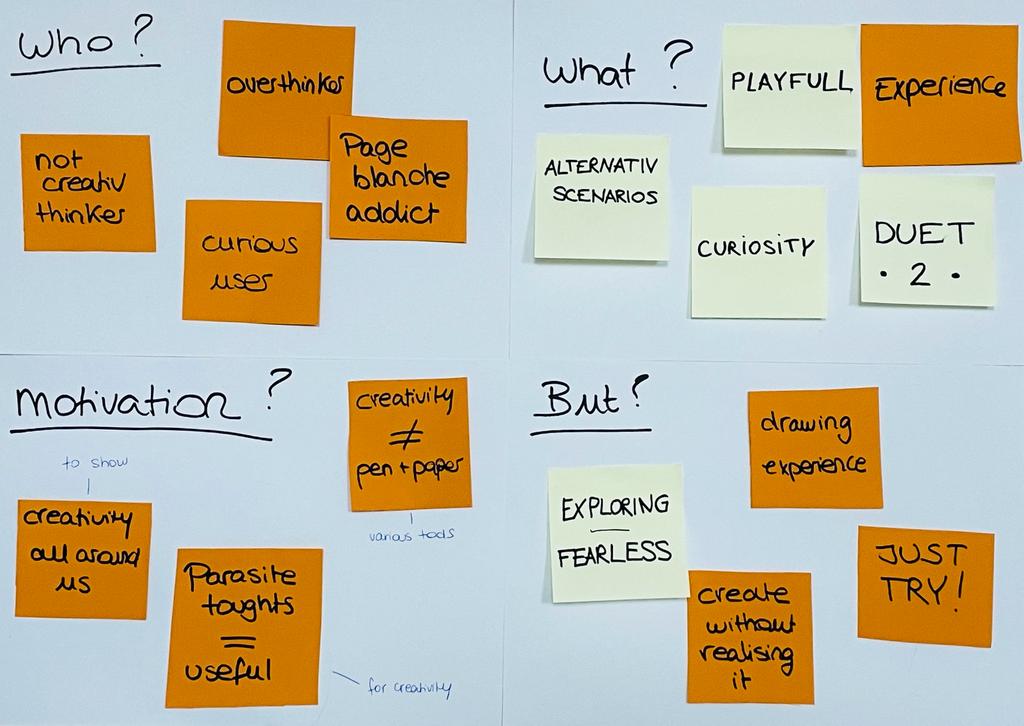 Who?
overthinker
not
creativ
thinker
Page
blanche
addict
curious
user
What?
PLAYFULL
Experience
ALTERNATIV
SCENARIOS
CURIOSITY
DUET
· 2 ·
Motivation?
creativity
≠
pen + paper
various tools
to show
creativity
all around
us
Parasite
toughts
=
useful
for creativity
But?
drawing
experience
EXPLORING
FEARLESS
JUST
TRY!
create
without
realising
it